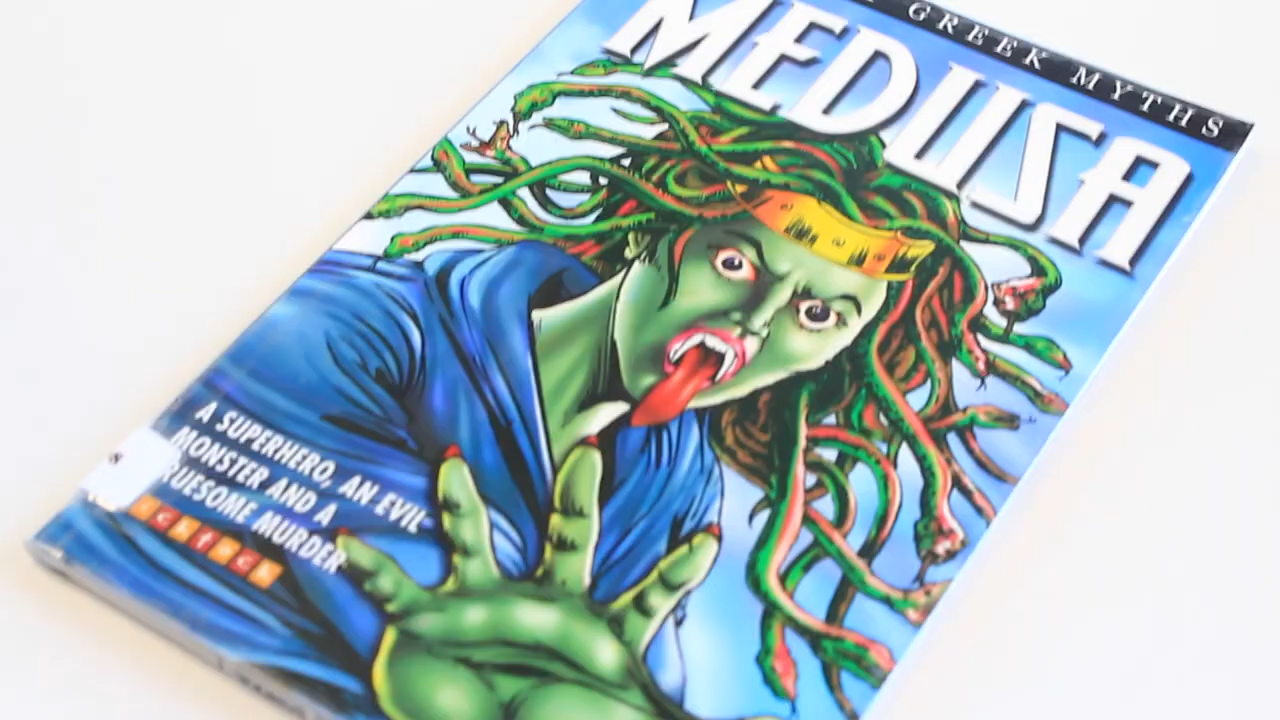 GREEK MYTHS
MEDUSA
A SUPERHERO, AN EVIL
MONSTER AND A
RUESOME MURDER